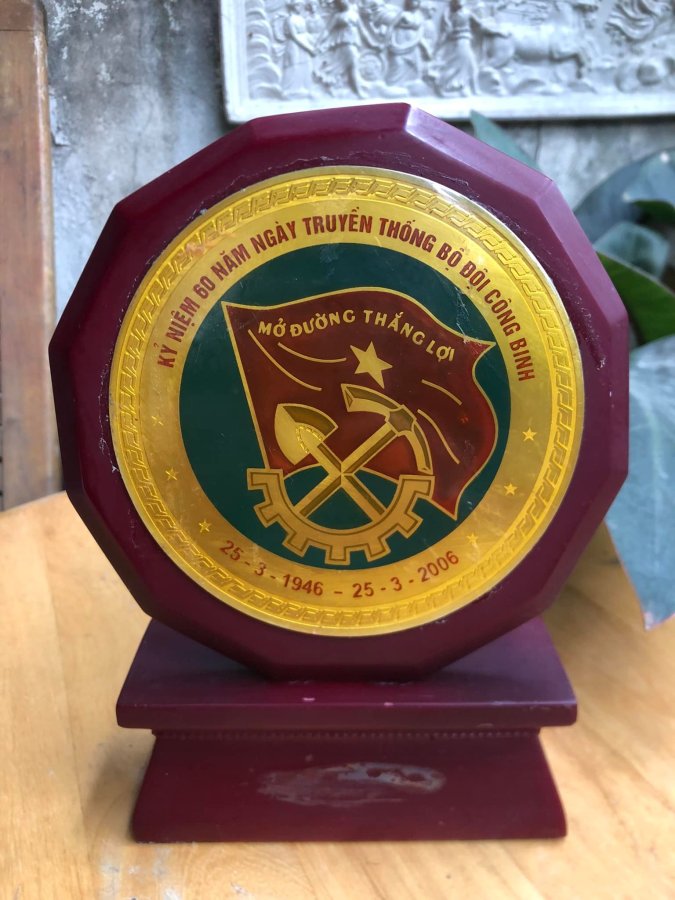 KỶ NIỆM 60 NĂM NGÀY TRUYỀN THỐNG BỘ ĐỘI CÔNG BINH
MỞ ĐƯỜNG THẮNG LỢI
25-3-1946 - 25-3-2006